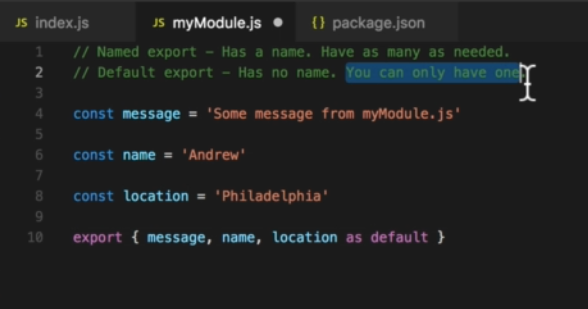 JS index.js
JS myModule.js
{} package.json
1 // Named export – Has a name. Have as many as needed.
2 // Default export – Has no name. You can only have one.
3
4 const message = 'Some message from myModule.js'
5
6 const name = 'Andrew'
7
8 const location = 'Philadelphia'
9
10 export { message, name, location as default }